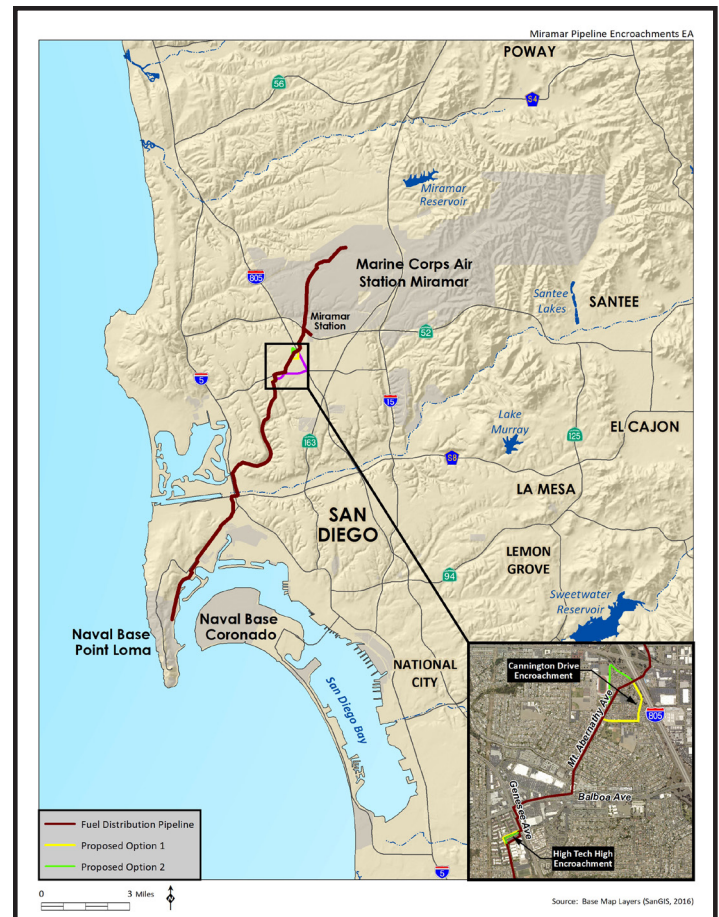 Miramar Pipeline Encroachments EA
POWAY
56
S4
Miramar
Reservoir
Marine Corps Air
Station Miramar
805
Santee
Lakes
SANTEE
Miramar
Station
52
5
15
Lake
Murray
125
EL CAJON
163
S8
LA MESA
SAN
DIEGO
LEMON
GROVE
94
Sweetwater
Reservoir
Naval Base
Point Loma
Naval Base
Coronado
NATIONAL
CITY
San Diego Bay
Cannington Drive
Encroachment
805
Mt. Abernathy Ave
Balboa Ave
Genesee Ave
High Tech High
Encroachment
Fuel Distribution Pipeline
Proposed Option 1
Proposed Option 2
5
0 3 Miles
N
Source: Base Map Layers (SanGIS, 2016)